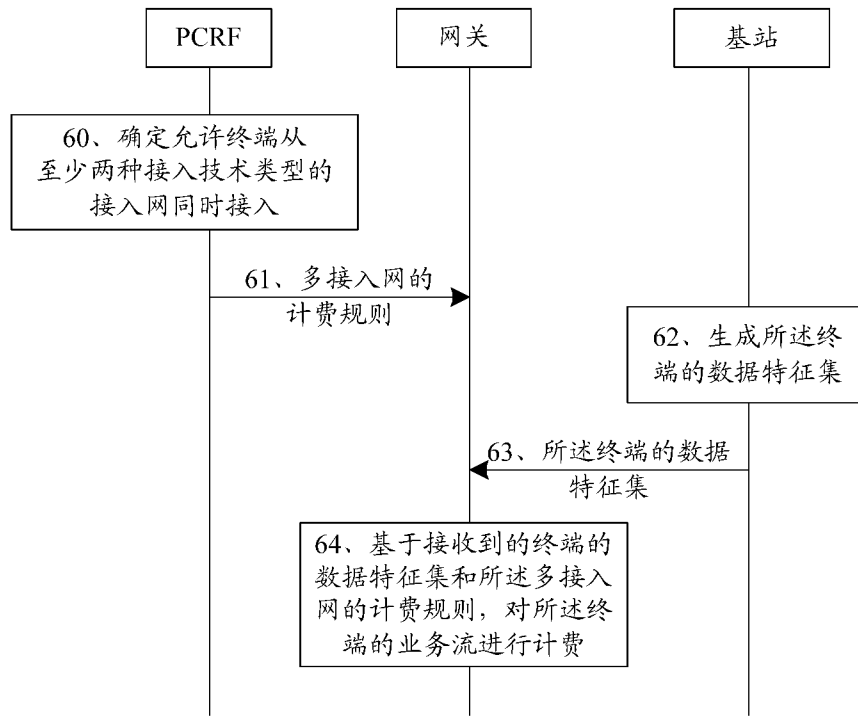 PCRF
网关
基站
60、确定允许终端从
至少两种接入技术类型的
接入网同时接入
61、多接入网的
计费规则
62、生成所述终
端的数据特征集
63、所述终端的数据
特征集
64、基于接收到的终端的
数据特征集和所述多接入
网的计费规则，对所述终
端的业务流进行计费